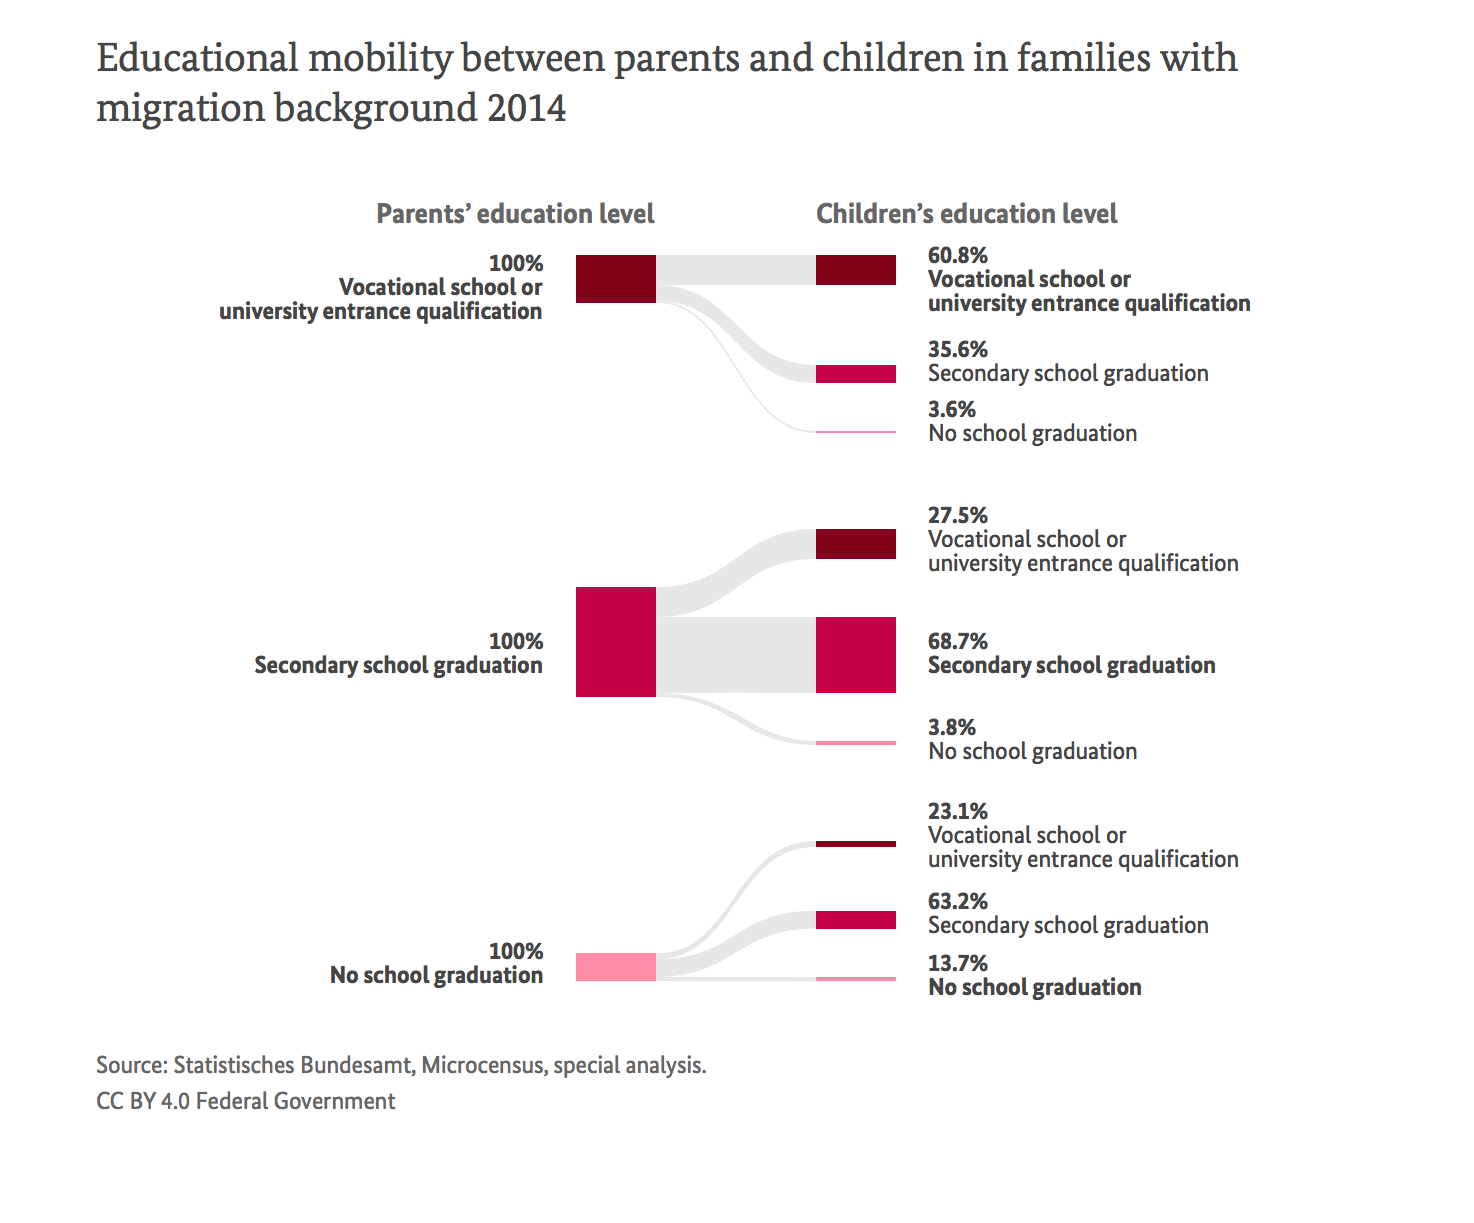 Educational mobility between parents and children in families with
migration background 2014
Parents’ education level
Children’s education level
100%
Vocational school or
university entrance qualification
60.8%
Vocational school or
university entrance qualification
35.6%
Secondary school graduation
3.6%
No school graduation
100%
Secondary school graduation
27.5%
Vocational school or
university entrance qualification
68.7%
Secondary school graduation
3.8%
No school graduation
100%
No school graduation
23.1%
Vocational school or
university entrance qualification
63.2%
Secondary school graduation
13.7%
No school graduation
Source: Statistisches Bundesamt, Microcensus, special analysis.
CC BY 4.0 Federal Government